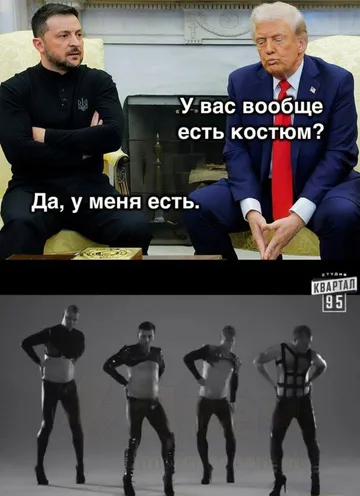 У вас вообще
есть костюм?
Да, у меня есть.
СТУДИЯ
КВАРТАЛ
95